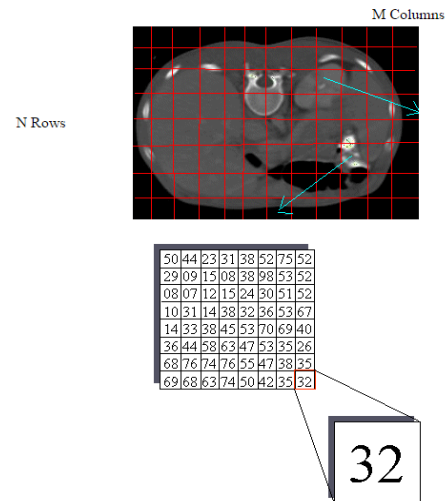 M Columns
N Rows
50 44 23 31 38 52 75 52
29 09 15 08 38 98 53 52
08 07 12 15 24 30 51 52
10 31 14 38 32 36 53 67
14 33 38 45 53 70 69 40
36 44 58 63 47 53 35 26
68 76 74 76 55 47 38 35
69 68 63 74 50 42 35 32
32